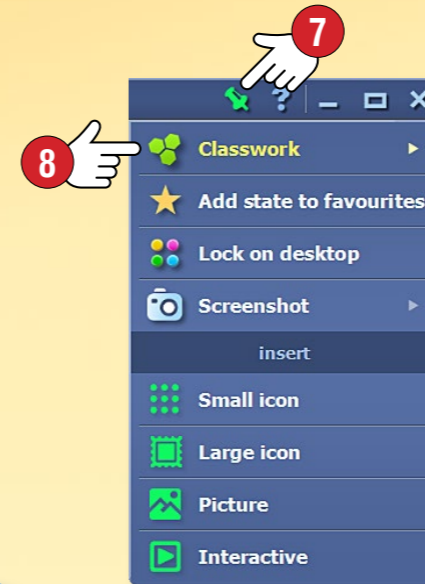 7
?
8
Classwork
Add state to favourites
Lock on desktop
Screenshot
insert
Small icon
Large icon
Picture
Interactive